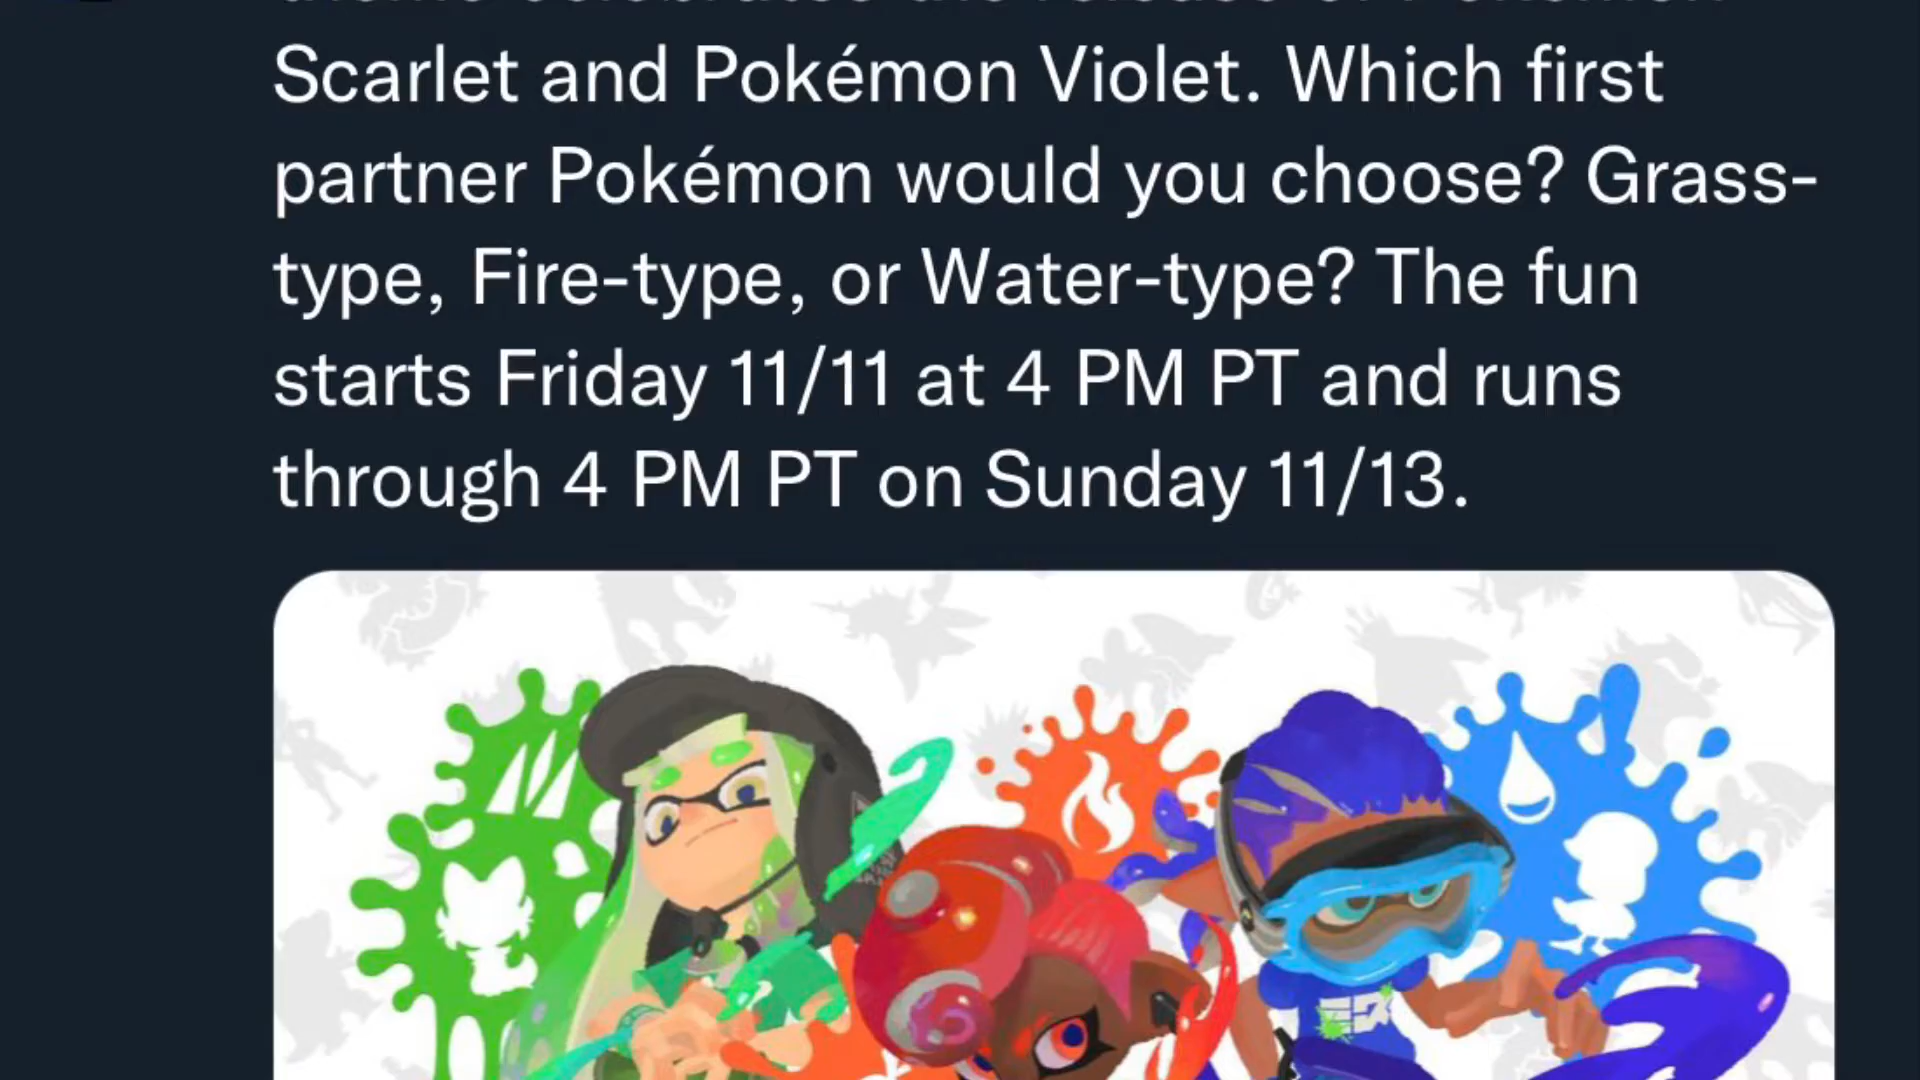 Scarlet and Pokémon Violet. Which first
partner Pokémon would you choose? Grass-
type, Fire-type, or Water-type? The fun
starts Friday 11/11 at 4 PM PT and runs
through 4 PM PT on Sunday 11/13.